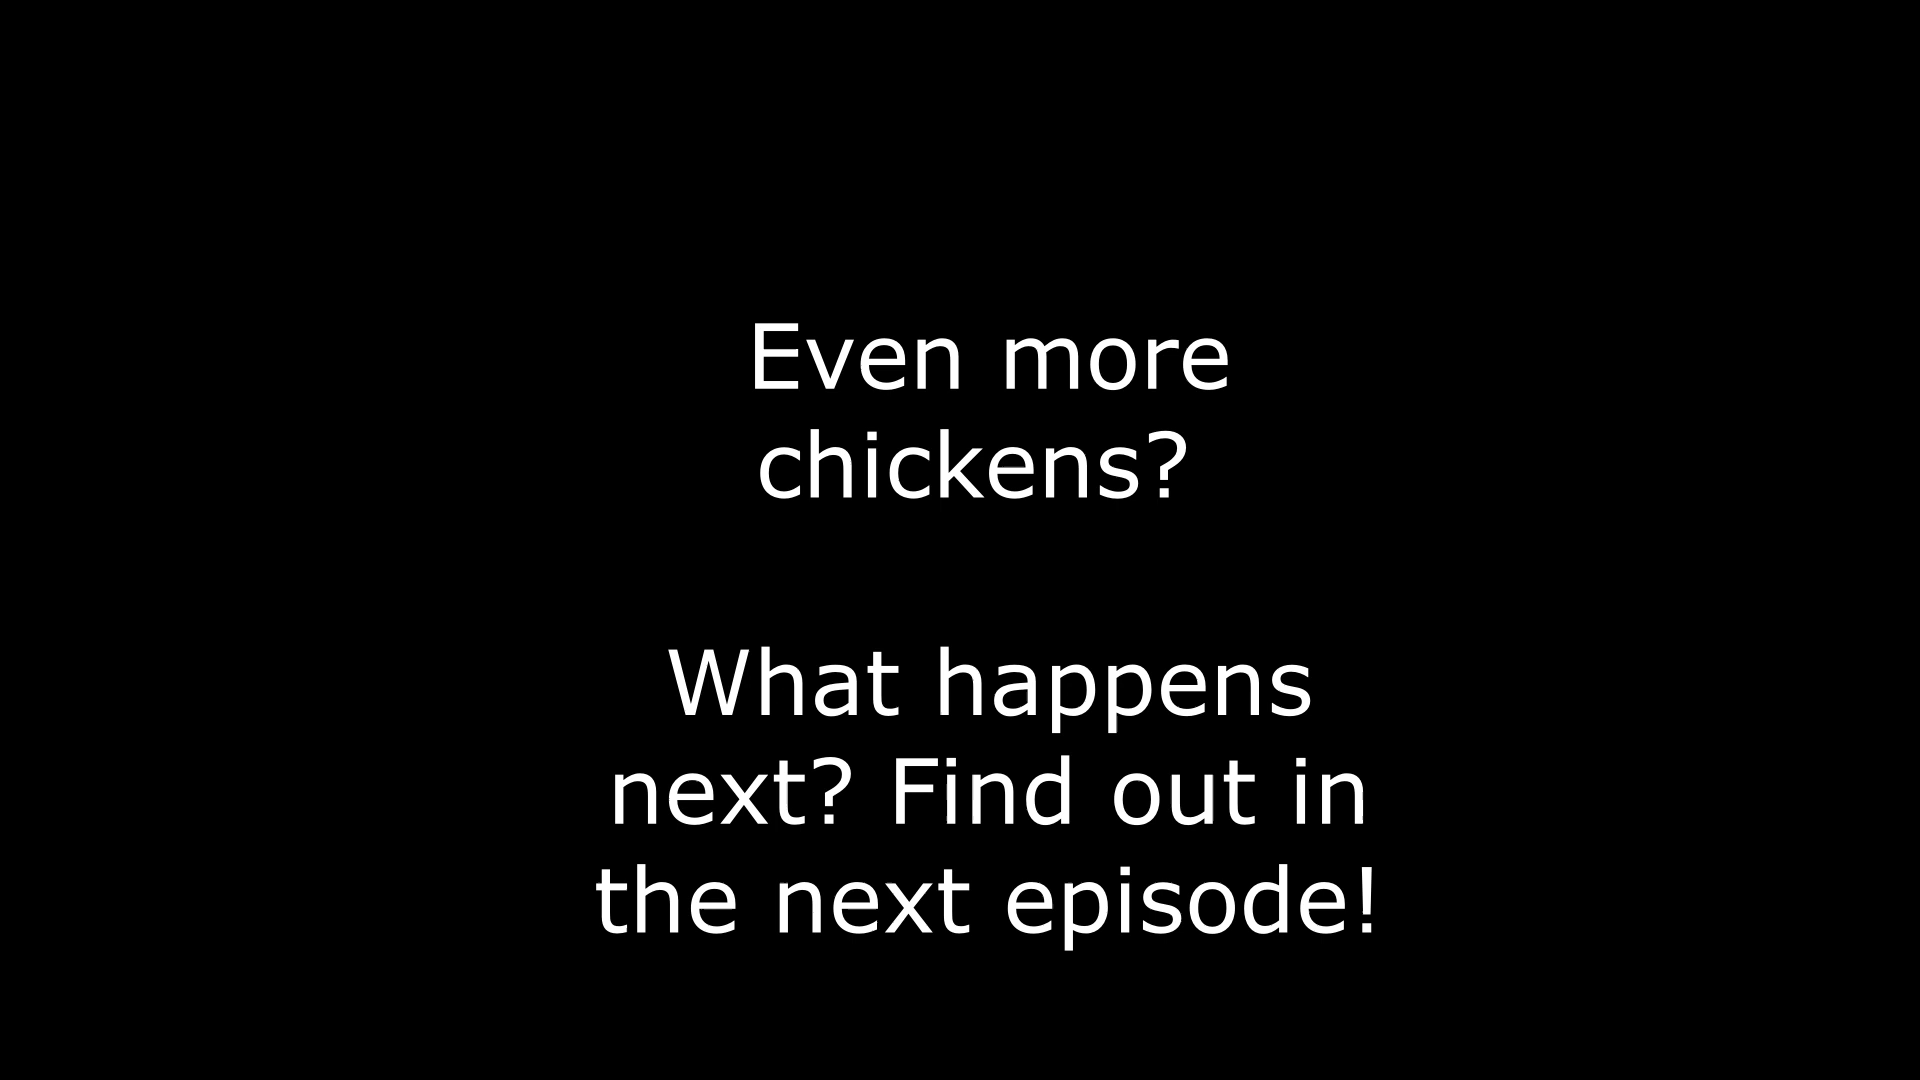 Even more
chickens?
What happens
next? Find out in
the next episode!